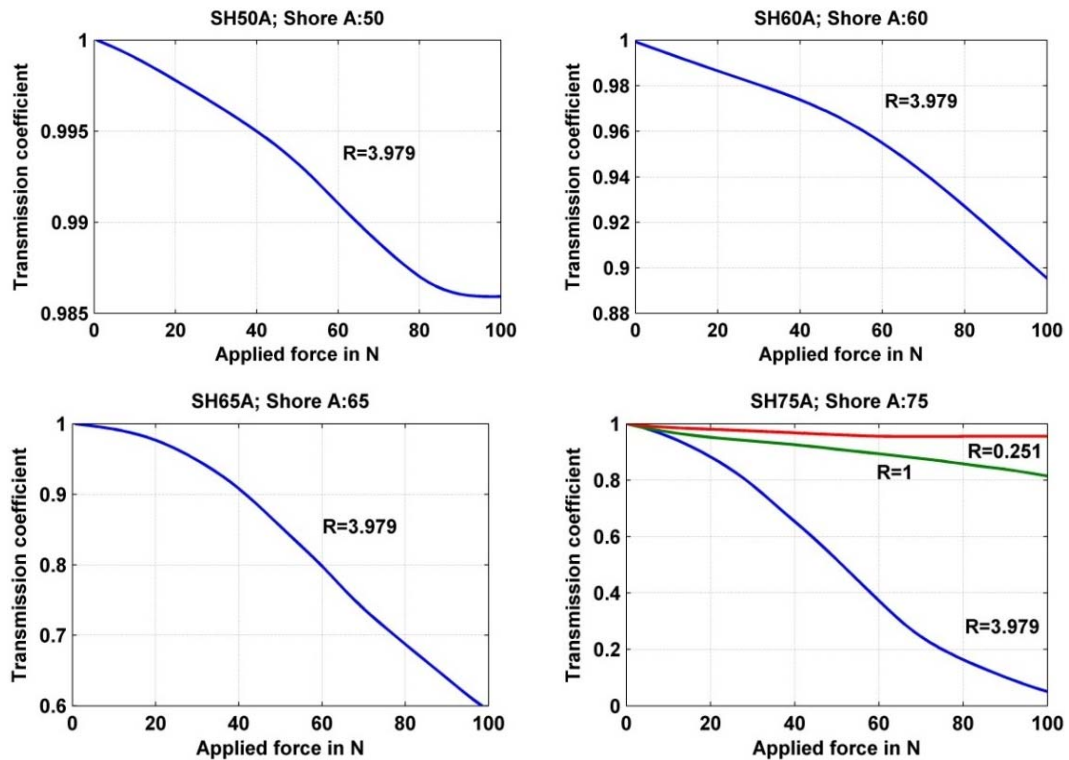 SH50A; Shore A:50
Transmission coefficient
1
0.995
0.99
0.985
R=3.979
0 20 40 60 80 100
Applied force in N
SH60A; Shore A:60
Transmission coefficient
1
0.98
0.96
0.94
0.92
0.9
0.88
R=3.979
0 20 40 60 80 100
Applied force in N
SH65A; Shore A:65
Transmission coefficient
1
0.9
0.8
0.7
0.6
R=3.979
0 20 40 60 80 100
Applied force in N
SH75A; Shore A:75
Transmission coefficient
1
0.8
0.6
0.4
0.2
0
R=0.251
R=1
R=3.979
0 20 40 60 80 100
Applied force in N